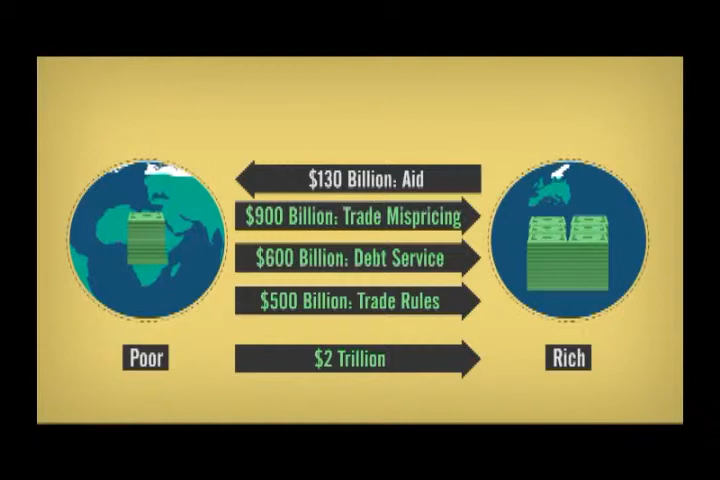 $130 Billion: Aid
$900 Billion: Trade Mispricing
$600 Billion: Debt Service
$500 Billion: Trade Rules
Poor
$2 Trillion
Rich